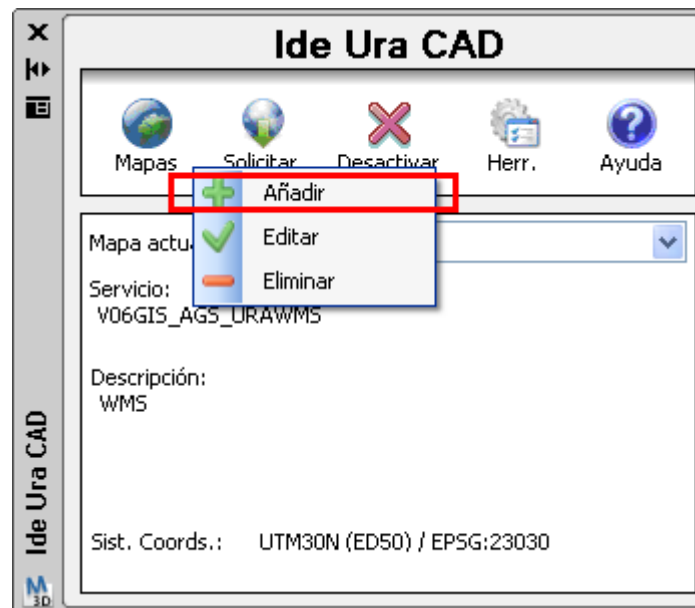 Ide Ura CAD
Mapas Solicitar Desactivar Herr. Ayuda
Añadir
Editar
Eliminar
Mapa actu
Servicio:
V06GIS_AGS_URAWMS
Descripción:
WMS
Sist. Coords.: UTM30N (ED50) / EPSG:23030
Ide Ura CAD
M
3D